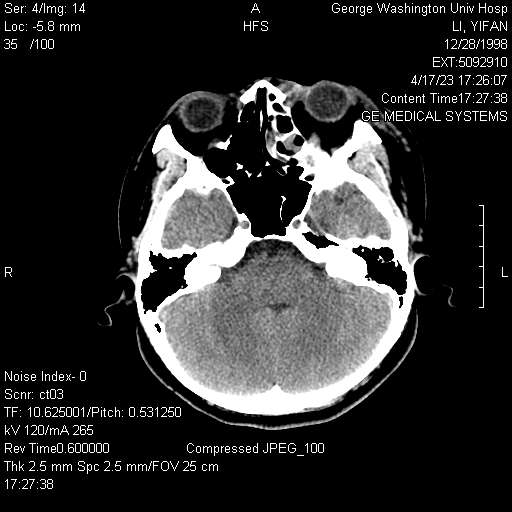 Ser: 4/Img: 14
Loc: -5.8 mm
35 /100
A
HFS
George Washington Univ Hosp
LI, YIFAN
12/28/1998
EXT:5092910
4/17/23 17:26:07
Content Time17:27:38
GE MEDICAL SYSTEMS
R
L
Noise Index- 0
Scnr: ct03
TF: 10.625001/Pitch: 0.531250
kV 120/mA 265
Rev Time0.600000 Compressed JPEG_100
Thk 2.5 mm Spc 2.5 mm/FOV 25 cm
17:27:38